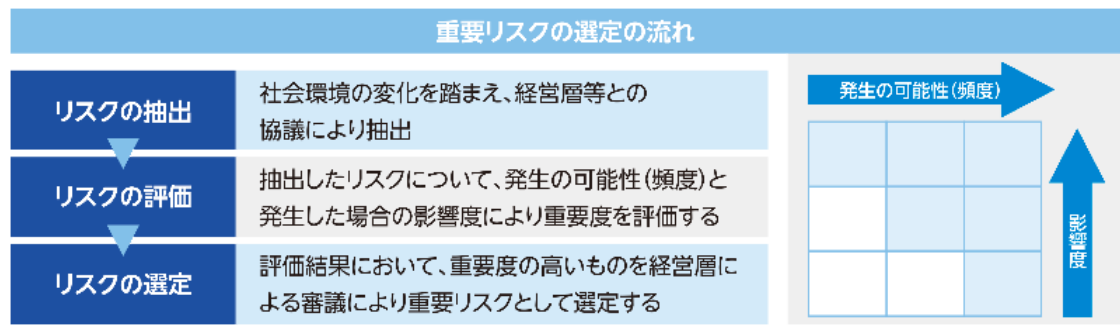 重要リスクの選定の流れ
リスクの抽出
社会環境の変化を踏まえ、経営層等との
協議により抽出
リスクの評価
抽出したリスクについて、発生の可能性(頻度)と
発生した場合の影響度により重要度を評価する
リスクの選定
評価結果において、重要度の高いものを経営層に
よる審議により重要リスクとして選定する
発生の可能性(頻度)
影響度